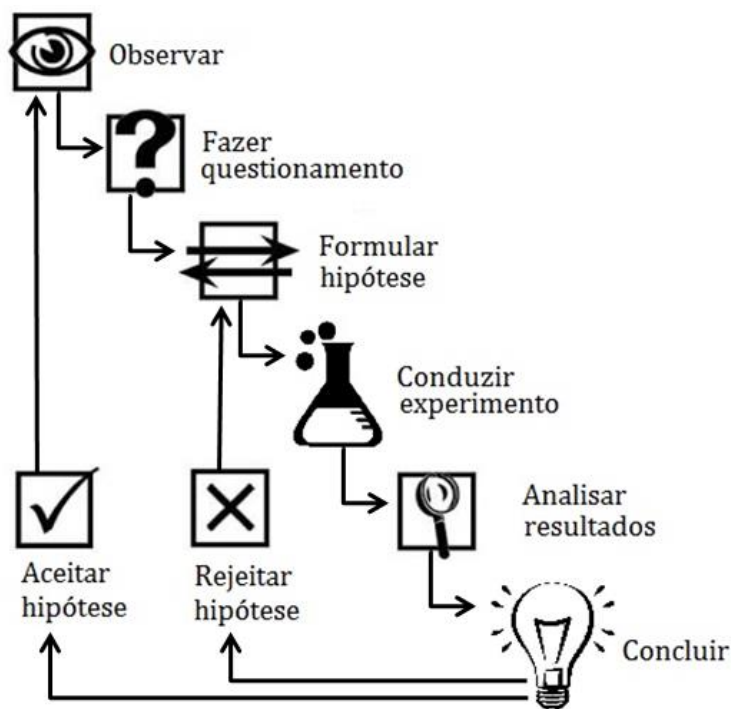 Observar
Fazer
questionamento
Formular
hipótese
Conduzir
experimento
Analisar
resultados
Aceitar
hipótese
Rejeitar
hipótese
Concluir